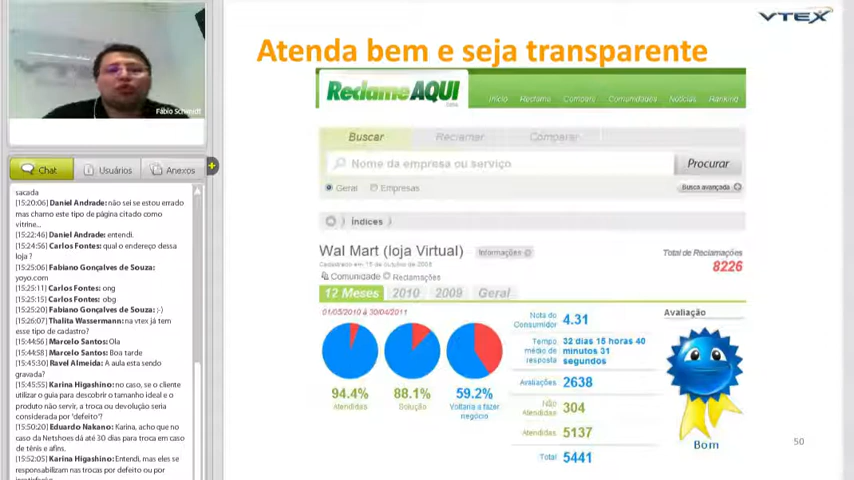 VTEX
Atenda bem e seja transparente
Fábio Schmidt
ReclameAQUI
.com
Início Reclame Compare Comunidades Notícias Ranking
Buscar Reclamar Comparar
Nome da empresa ou serviço
Procurar
Geral Empresas
Busca avançada
Índices
Wal Mart (loja Virtual)
Informações
Cadastrado em 15 de outubro de 2008
Comunidade Reclamações
Total de Reclamações
8226
12 Meses 2010 2009 Geral
01/05/2010 à 30/04/2011
94.4%
Atendidas
88.1%
Solução
59.2%
Voltaria a fazer
negócio
Nota do
Consumidor
4.31
Tempo
médio de
resposta
32 dias 15 horas 40
minutos 31
segundos
Avaliações 2638
Não
Atendidas
304
Atendidas 5137
Total 5441
Avaliação
Bom
50
Chat Usuários Anexos
sacada
[15:20:06] Daniel Andrade: não sei se estou errado
mas chamo este tipo de página citado como
vitrine...
[15:22:46] Daniel Andrade: entendi.
[15:24:56] Carlos Fontes: qual o endereço dessa
loja ?
[15:25:06] Fabiano Gonçalves de Souza:
yoyo.com
[15:25:11] Carlos Fontes: ong
[15:25:15] Carlos Fontes: obg
[15:25:20] Fabiano Gonçalves de Souza: ;-)
[15:26:07] Thalita Wassermann: na vtex já tem
esse tipo de cadastro?
[15:44:56] Marcelo Santos: Ola
[15:44:58] Marcelo Santos: Boa tarde
[15:45:30] Ravel Almeida: A aula esta sendo
gravada?
[15:45:55] Karina Higashino: no caso, se o cliente
utilizar o guia para descobrir o tamanho ideal e o
produto não servir, a troca ou devolução seria
considerada por 'defeito'?
[15:50:20] Eduardo Nakano: Karina, acho que no
caso da Netshoes dá até 30 dias para troca em caso
de tênis e afins.
[15:52:05] Karina Higashino: Entendi, mas eles se
responsabilizam nas trocas por defeito ou por